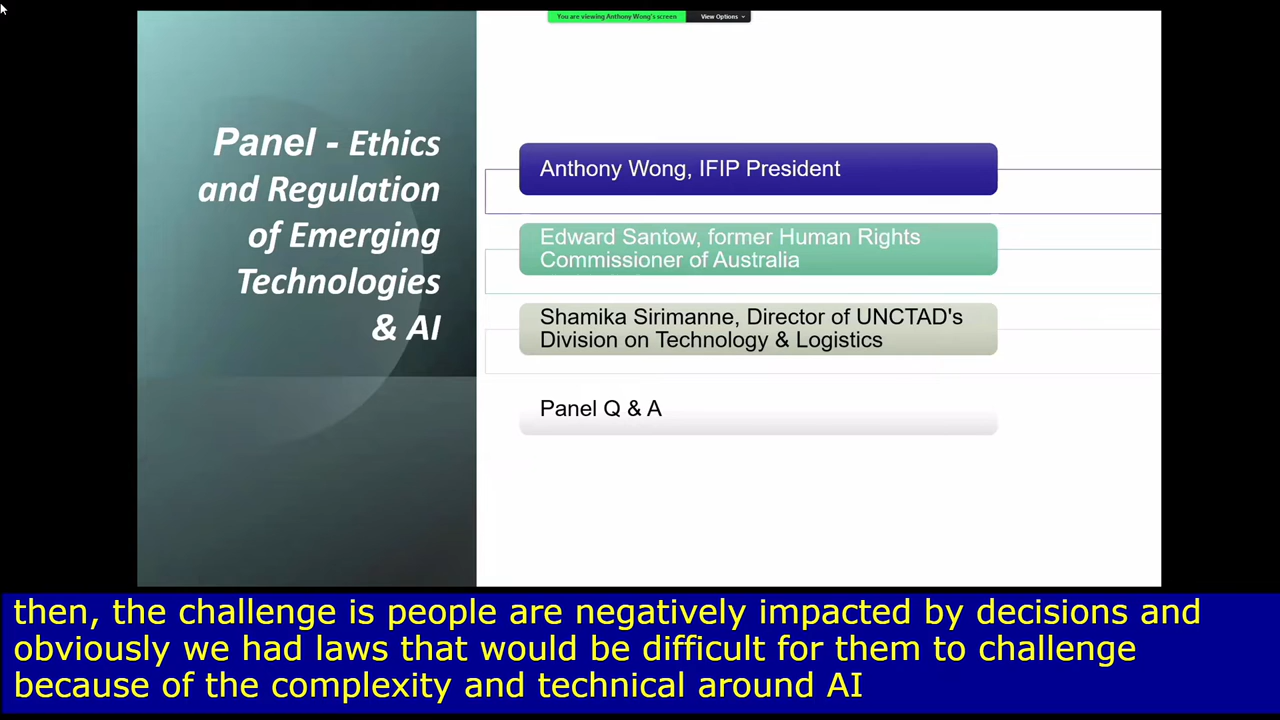 You are viewing Anthony Wong's screen
View Options
Panel - Ethics
and Regulation
of Emerging
Technologies
& AI
Anthony Wong, IFIP President
Edward Santow, former Human Rights
Commissioner of Australia
Shamika Sirimanne, Director of UNCTAD's
Division on Technology & Logistics
Panel Q & A
then, the challenge is people are negatively impacted by decisions and
obviously we had laws that would be difficult for them to challenge
because of the complexity and technical around AI